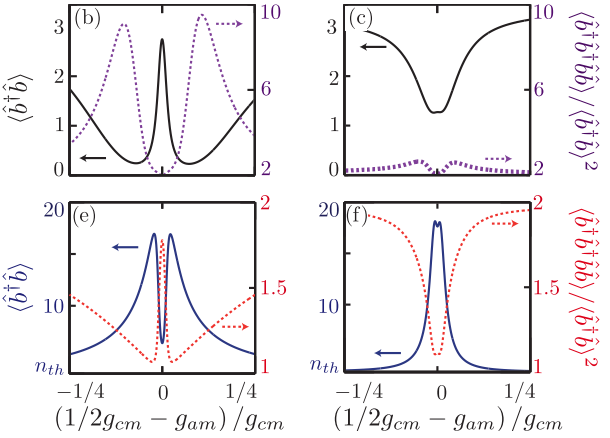 (b)
3
2
1
0
⟨b̂†b̂⟩
10
6
2
(c)
3
2
1
0
10
6
2
⟨b̂†b̂†b̂b̂⟩/⟨b̂†b̂⟩²
(e)
20
10
n_th
⟨b̂†b̂⟩
2
1.5
1
−1/4 0 1/4
(1/2g_cm − g_am)/g_cm
(f)
20
10
n_th
2
1.5
1
⟨b̂†b̂†b̂b̂⟩/⟨b̂†b̂⟩²
−1/4 0 1/4
(1/2g_cm − g_am)/g_cm